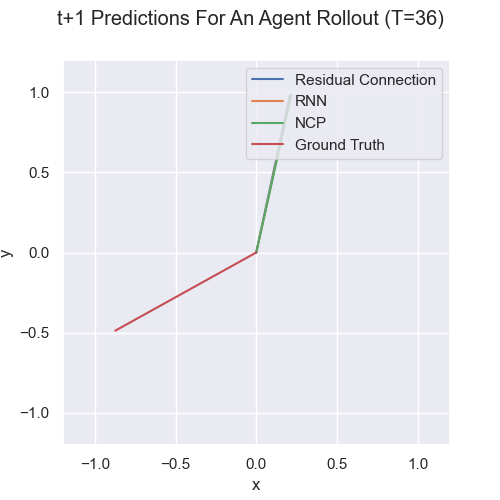 t+1 Predictions For An Agent Rollout (T=36)
Residual Connection
RNN
NCP
Ground Truth
1.0
0.5
0.0
−0.5
−1.0
y
−1.0 −0.5 0.0 0.5 1.0
x